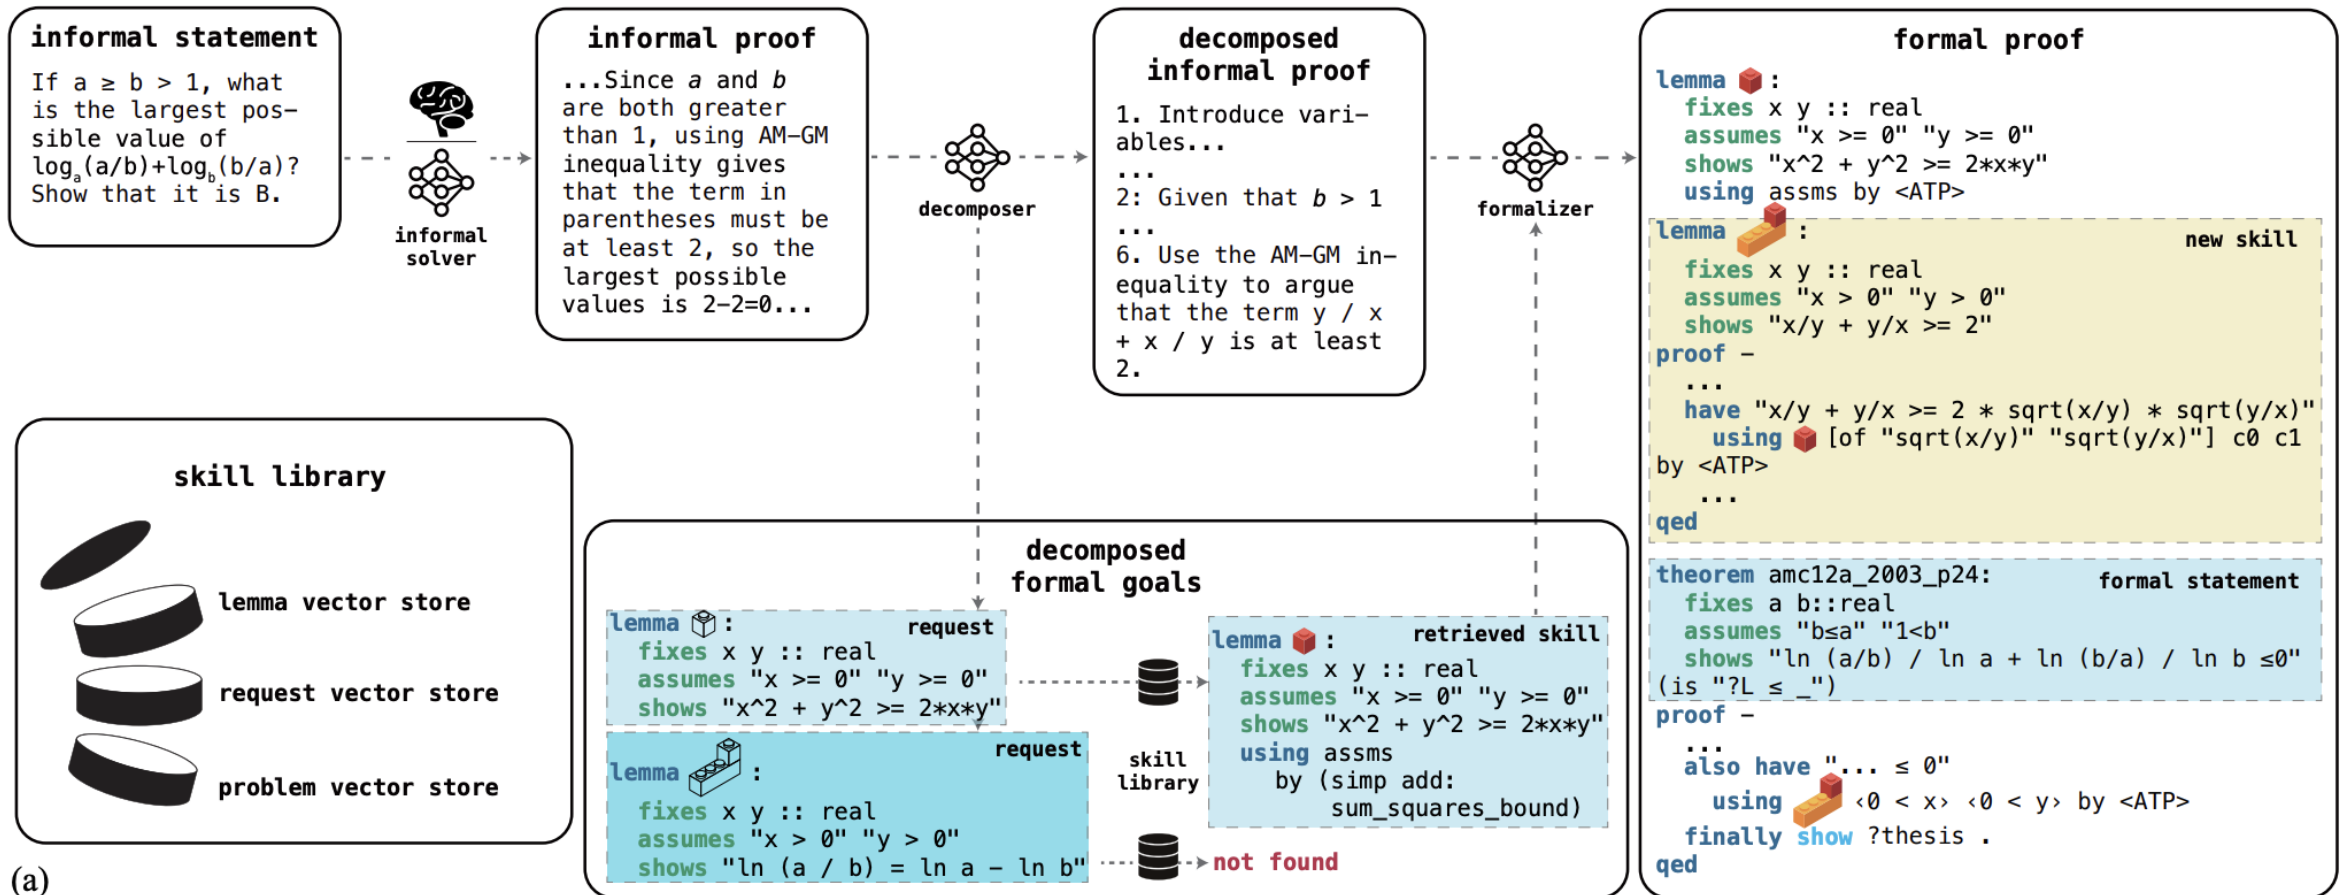 informal statement
If a ≥ b > 1, what
is the largest pos–
sible value of
logₐ(a/b)+log_b(b/a)?
Show that it is B.
informal
solver
informal proof
...Since a and b
are both greater
than 1, using AM–GM
inequality gives
that the term in
parentheses must be
at least 2, so the
largest possible
values is 2–2=0...
decomposer
decomposed
informal proof
1. Introduce vari–
ables...
...
2: Given that b > 1
...
6. Use the AM–GM in–
equality to argue
that the term y / x
+ x / y is at least
2.
formalizer
formal proof
lemma :
fixes x y :: real
assumes "x >= 0" "y >= 0"
shows "x^2 + y^2 >= 2*x*y"
using assms by <ATP>
lemma :
new skill
fixes x y :: real
assumes "x > 0" "y > 0"
shows "x/y + y/x >= 2"
proof –
...
have "x/y + y/x >= 2 * sqrt(x/y) * sqrt(y/x)"
using [of "sqrt(x/y)" "sqrt(y/x)"] c0 c1
by <ATP>
...
qed
theorem amc12a_2003_p24:
formal statement
fixes a b::real
assumes "b≤a" "1<b"
shows "ln (a/b) / ln a + ln (b/a) / ln b ≤0"
(is "?L ≤ _")
proof –
...
also have "... ≤ 0"
using ‹0 < x› ‹0 < y› by <ATP>
finally show ?thesis .
qed
skill library
lemma vector store
request vector store
problem vector store
decomposed
formal goals
lemma :
request
fixes x y :: real
assumes "x >= 0" "y >= 0"
shows "x^2 + y^2 >= 2*x*y"
request
lemma :
fixes x y :: real
assumes "x > 0" "y > 0"
shows "ln (a / b) = ln a – ln b"
skill
library
retrieved skill
lemma :
fixes x y :: real
assumes "x >= 0" "y >= 0"
shows "x^2 + y^2 >= 2*x*y"
using assms
by (simp add:
sum_squares_bound)
not found
(a)